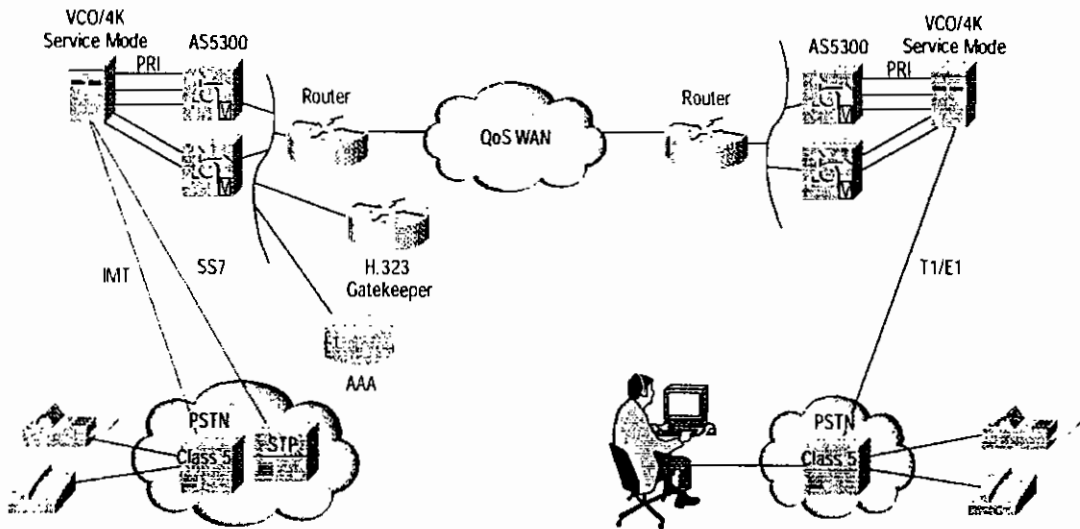 VCO/4K
Service Mode
AS5300
PRI
Router
QoS WAN
Router
AS5300
VCO/4K
Service Mode
PRI
M
M
M
M
IMT
SS7
H.323
Gatekeeper
T1/E1
AAA
PSTN
Class 5
STP
PSTN
Class 5